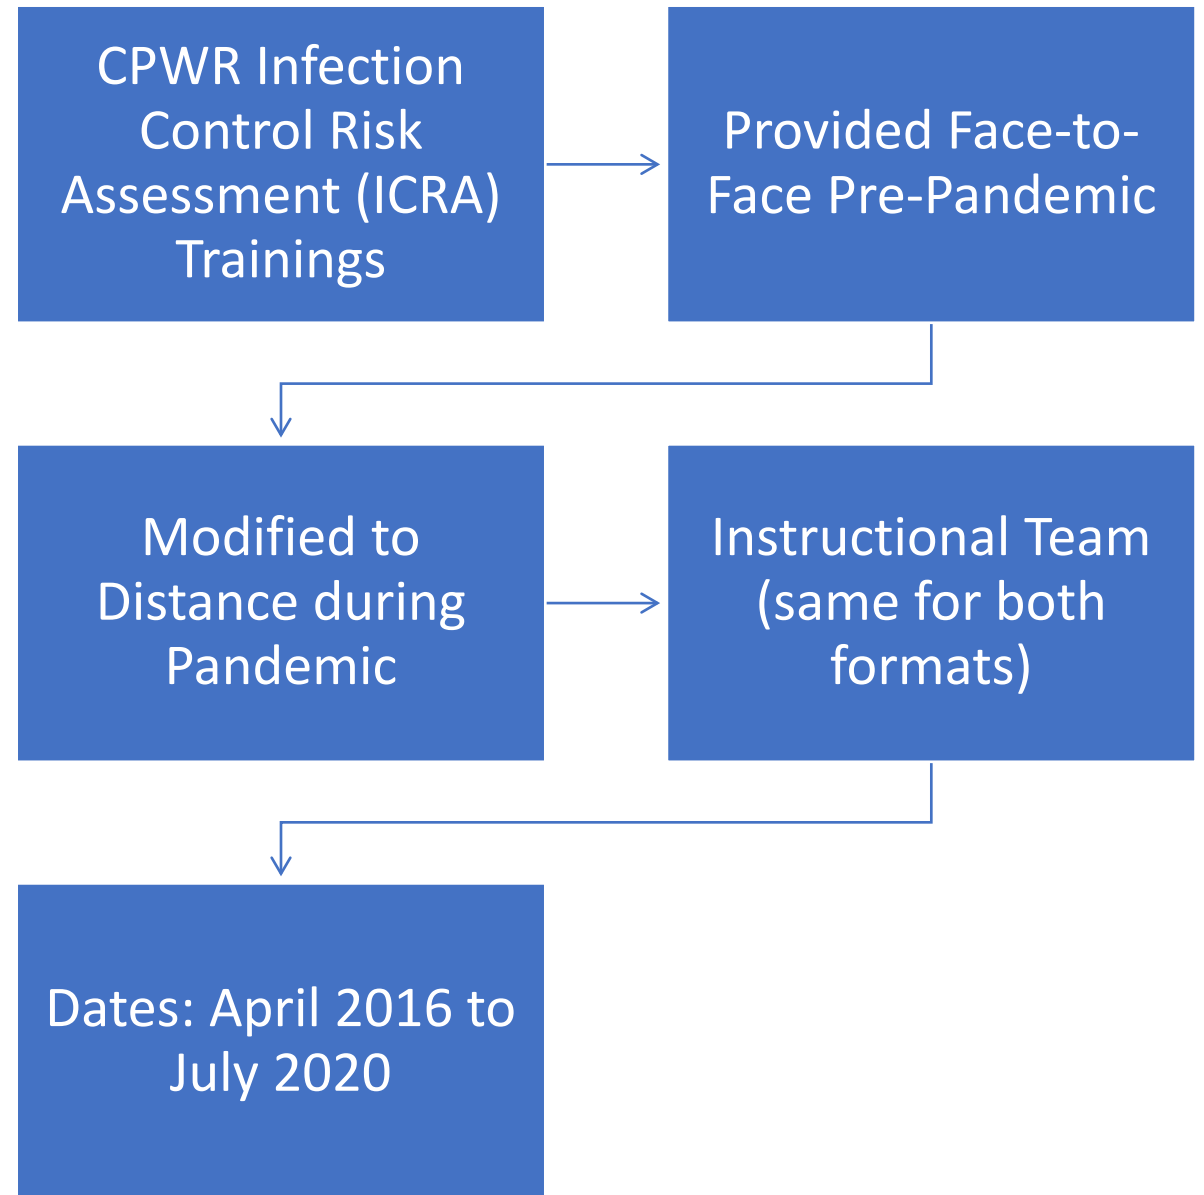 CPWR Infection
Control Risk
Assessment (ICRA)
Trainings
Provided Face-to-
Face Pre-Pandemic
Modified to
Distance during
Pandemic
Instructional Team
(same for both
formats)
Dates: April 2016 to
July 2020